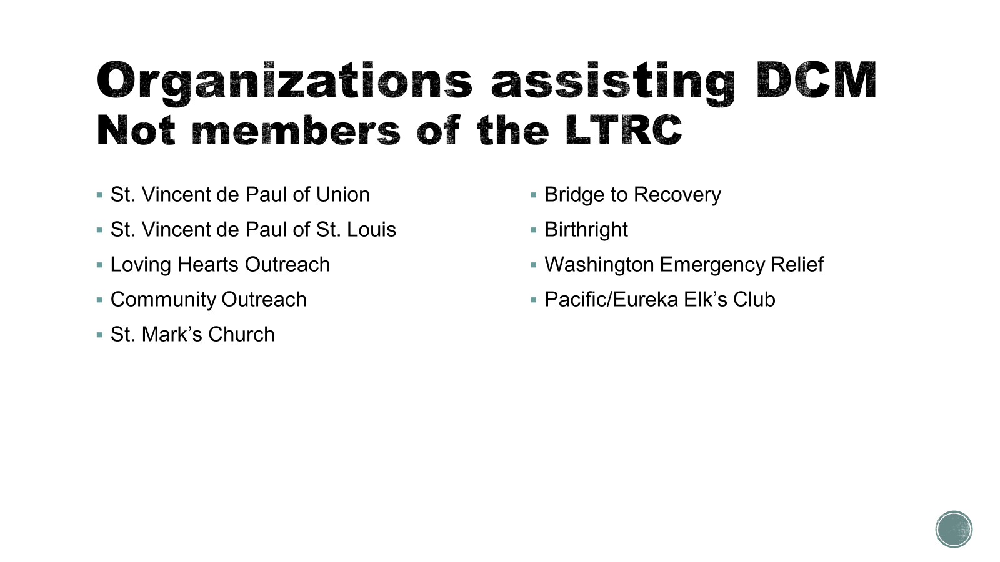 Organizations assisting DCM
Not members of the LTRC
St. Vincent de Paul of Union
St. Vincent de Paul of St. Louis
Loving Hearts Outreach
Community Outreach
St. Mark’s Church
Bridge to Recovery
Birthright
Washington Emergency Relief
Pacific/Eureka Elk’s Club